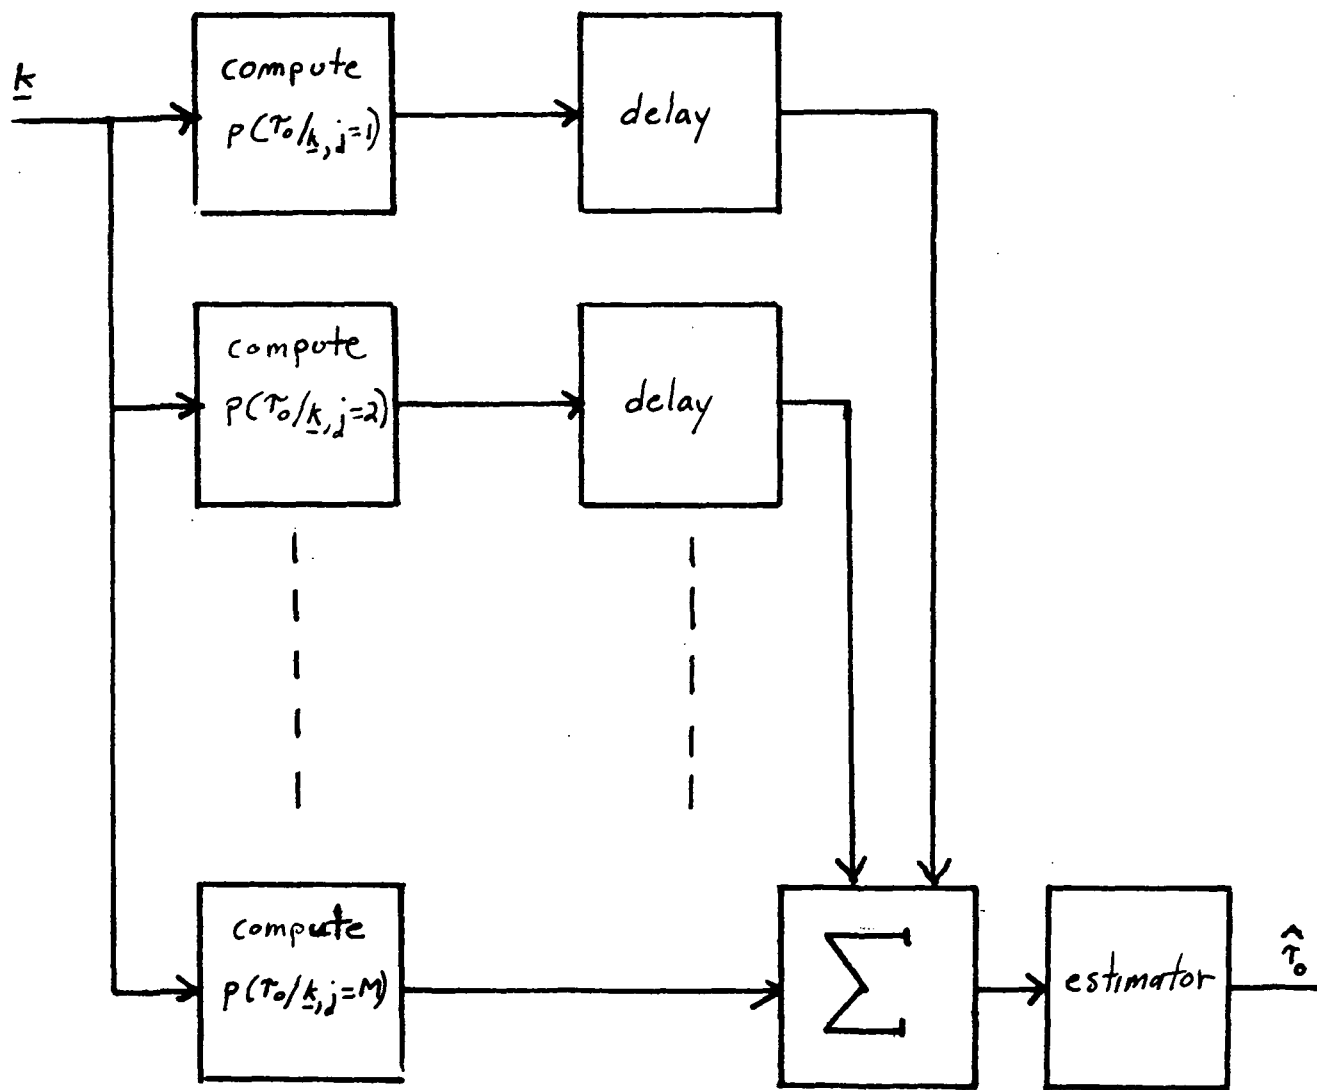 k
compute
p(τ₀/k, j=1)
delay
compute
p(τ₀/k, j=2)
delay
compute
p(τ₀/k, j=M)
Σ
estimator
τ̂₀